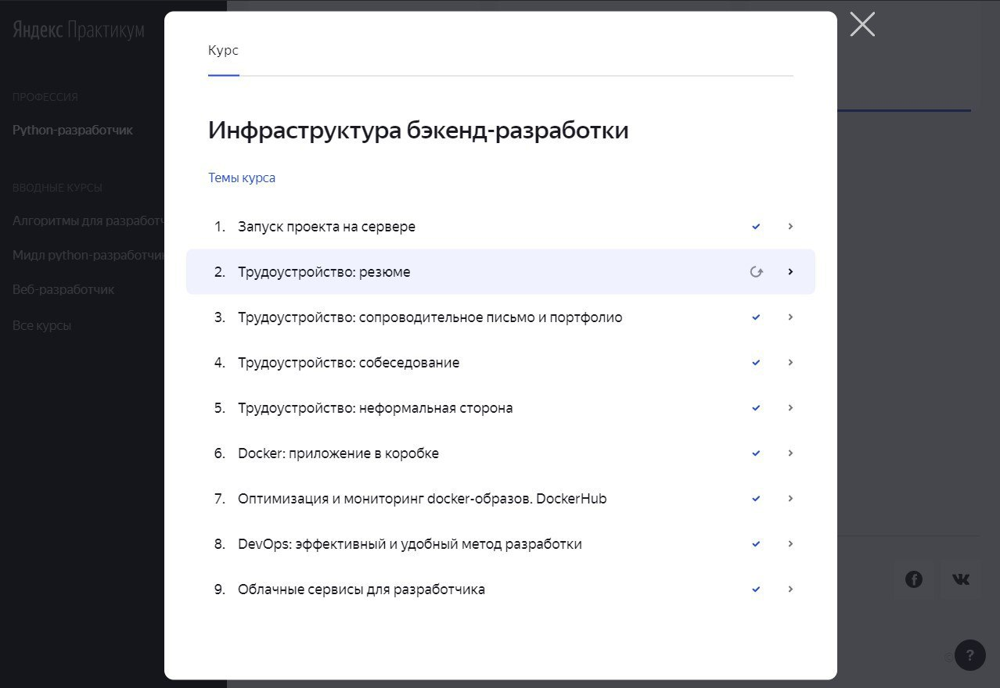 Яндекс Практикум
ПРОФЕССИЯ
Python-разработчик
ВВОДНЫЕ КУРСЫ
Алгоритмы для разработч
Мидл python-разработчик
Веб-разработчик
Все курсы
Курс
Инфраструктура бэкенд-разработки
Темы курса
1. Запуск проекта на сервере
2. Трудоустройство: резюме
3. Трудоустройство: сопроводительное письмо и портфолио
4. Трудоустройство: собеседование
5. Трудоустройство: неформальная сторона
6. Docker: приложение в коробке
7. Оптимизация и мониторинг docker-образов. DockerHub
8. DevOps: эффективный и удобный метод разработки
9. Облачные сервисы для разработчика
©
?